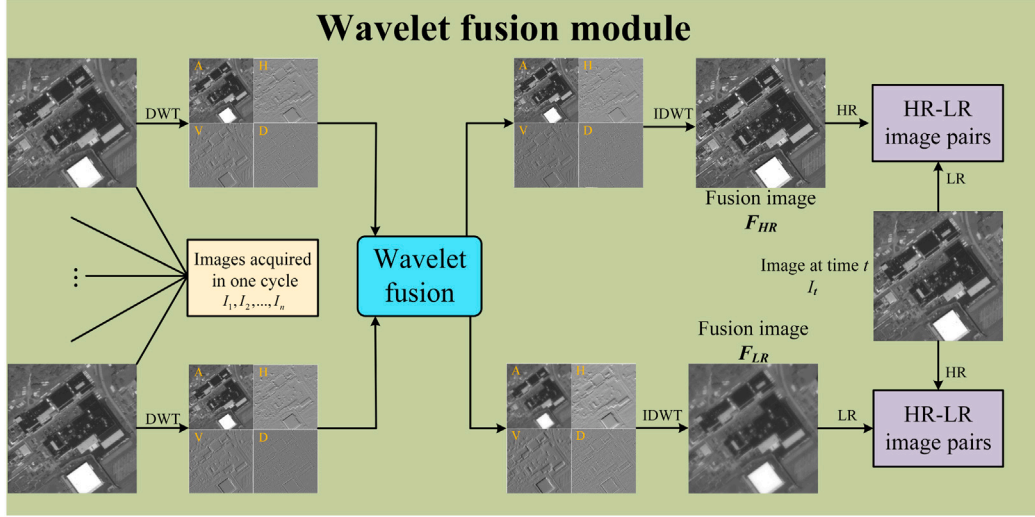 Wavelet fusion module
A
H
V
D
DWT
A
H
V
D
IDWT
HR
HR-LR
image pairs
Fusion image
F_HR
LR
Images acquired
in one cycle
I_1, I_2, ..., I_n
Wavelet
fusion
Image at time t
I_t
Fusion image
F_LR
HR
DWT
A
H
V
D
A
H
V
D
IDWT
LR
HR-LR
image pairs